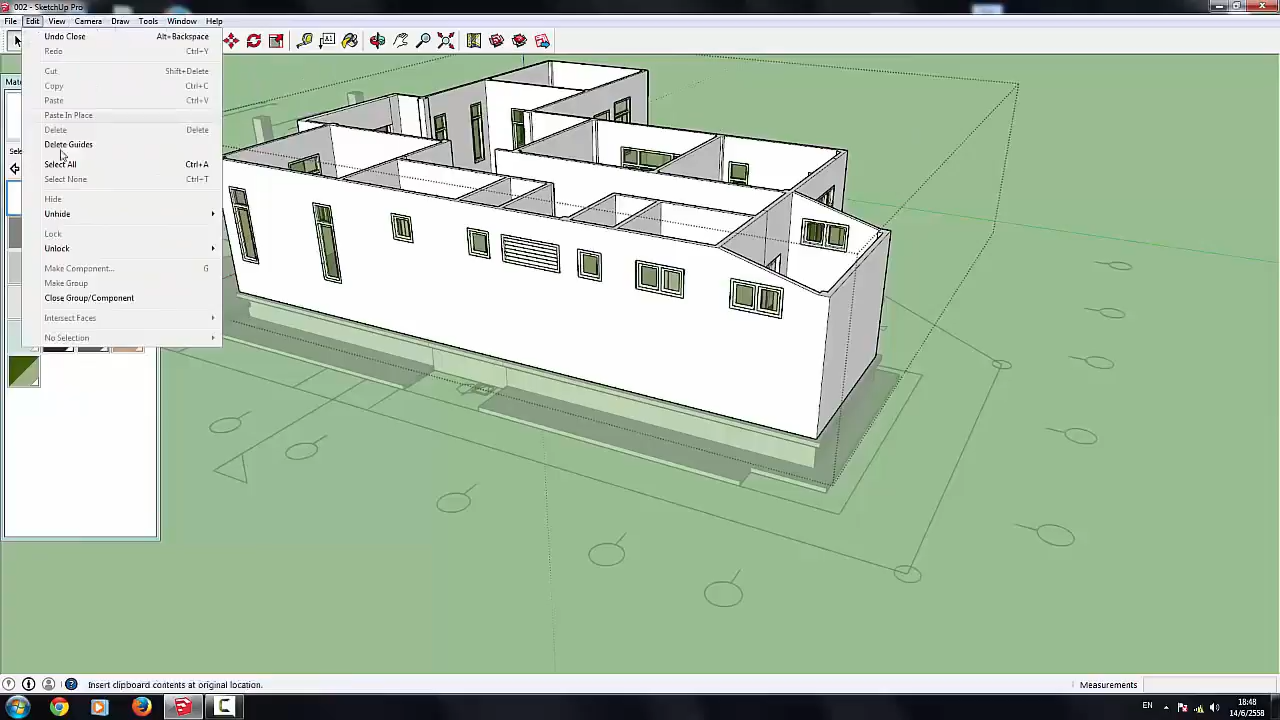 002 - SketchUp Pro
File Edit View Camera Draw Tools Window Help
Undo Close Alt+Backspace
Redo Ctrl+Y
Cut Shift+Delete
Copy Ctrl+C
Paste Ctrl+V
Paste In Place
Delete Delete
Delete Guides
Select All Ctrl+A
Select None Ctrl+T
Hide
Unhide
Lock
Unlock
Make Component... G
Make Group
Close Group/Component
Intersect Faces
No Selection
Mate
Sele
Insert clipboard contents at original location.
Measurements
EN
18:48
14/6/2558